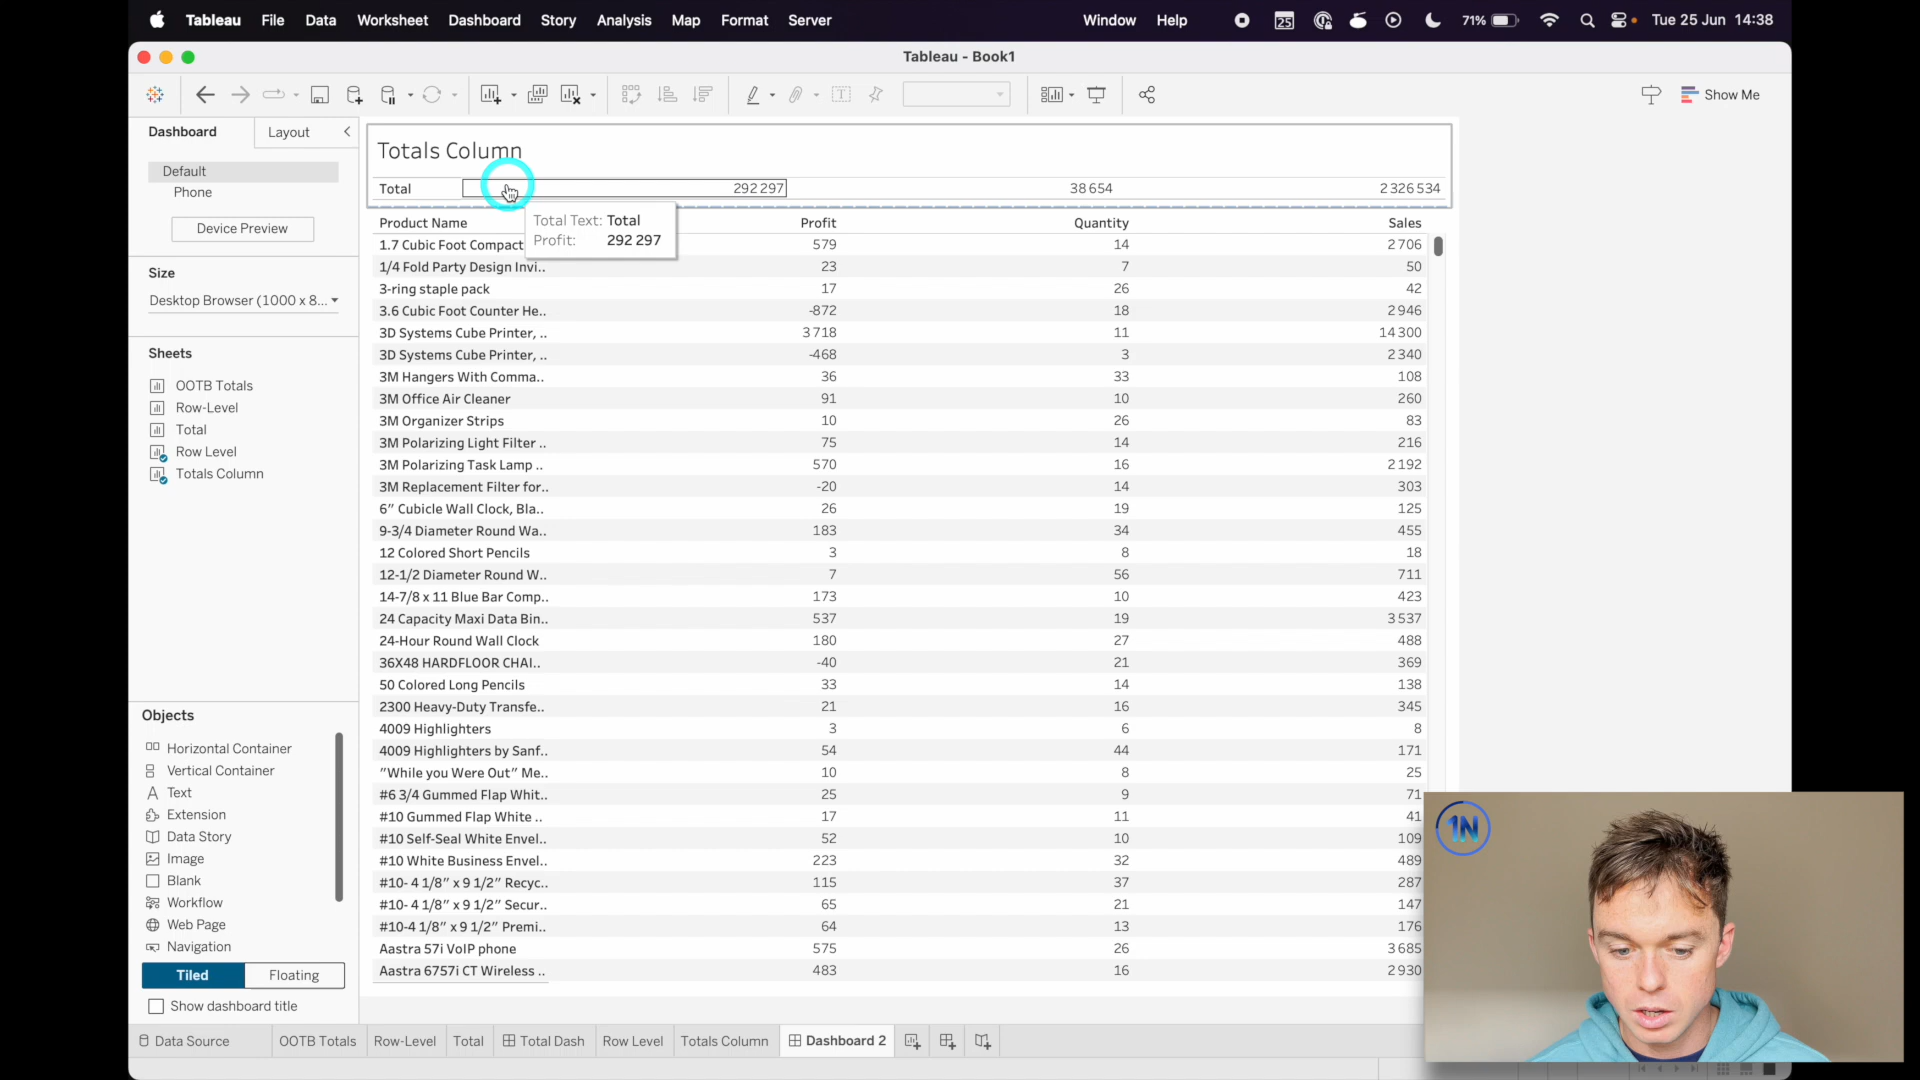 Tableau File Data Worksheet Dashboard Story Analysis Map Format Server Window Help 25 71% Tue 25 Jun 14:38
Tableau - Book1
Show Me
Dashboard Layout
Default
Phone
Device Preview
Size
Desktop Browser (1000 x 8...
Sheets
OOTB Totals
Row-Level
Total
Row Level
Totals Column
Objects
Horizontal Container
Vertical Container
Text
Extension
Data Story
Image
Blank
Workflow
Web Page
Navigation
Tiled Floating
Show dashboard title
Totals Column
Total 292 297 38 654 2 326 534
Total Text: Total
Profit: 292 297
Product Name Profit Quantity Sales
1.7 Cubic Foot Compact 579 14 2 706
1/4 Fold Party Design Invi.. 23 7 50
3-ring staple pack 17 26 42
3.6 Cubic Foot Counter He.. -872 18 2 946
3D Systems Cube Printer, .. 3 718 11 14 300
3D Systems Cube Printer, .. -468 3 2 340
3M Hangers With Comma.. 36 33 108
3M Office Air Cleaner 91 10 260
3M Organizer Strips 10 26 83
3M Polarizing Light Filter .. 75 14 216
3M Polarizing Task Lamp .. 570 16 2 192
3M Replacement Filter for.. -20 14 303
6" Cubicle Wall Clock, Bla.. 26 19 125
9-3/4 Diameter Round Wa.. 183 34 455
12 Colored Short Pencils 3 8 18
12-1/2 Diameter Round W.. 7 56 711
14-7/8 x 11 Blue Bar Comp.. 173 10 423
24 Capacity Maxi Data Bin.. 537 19 3 537
24-Hour Round Wall Clock 180 27 488
36X48 HARDFLOOR CHAI.. -40 21 369
50 Colored Long Pencils 33 14 138
2300 Heavy-Duty Transfe.. 21 16 345
4009 Highlighters 3 6 8
4009 Highlighters by Sanf.. 54 44 171
"While you Were Out" Me.. 10 8 25
#6 3/4 Gummed Flap Whit.. 25 9 71
#10 Gummed Flap White .. 17 11 41
#10 Self-Seal White Envel.. 52 10 109
#10 White Business Envel.. 223 32 489
#10- 4 1/8" x 9 1/2" Recyc.. 115 37 287
#10- 4 1/8" x 9 1/2" Secur.. 65 21 147
#10-4 1/8" x 9 1/2" Premi.. 64 13 176
Aastra 57i VoIP phone 575 26 3 685
Aastra 6757i CT Wireless .. 483 16 2 930
1N
Data Source OOTB Totals Row-Level Total Total Dash Row Level Totals Column Dashboard 2